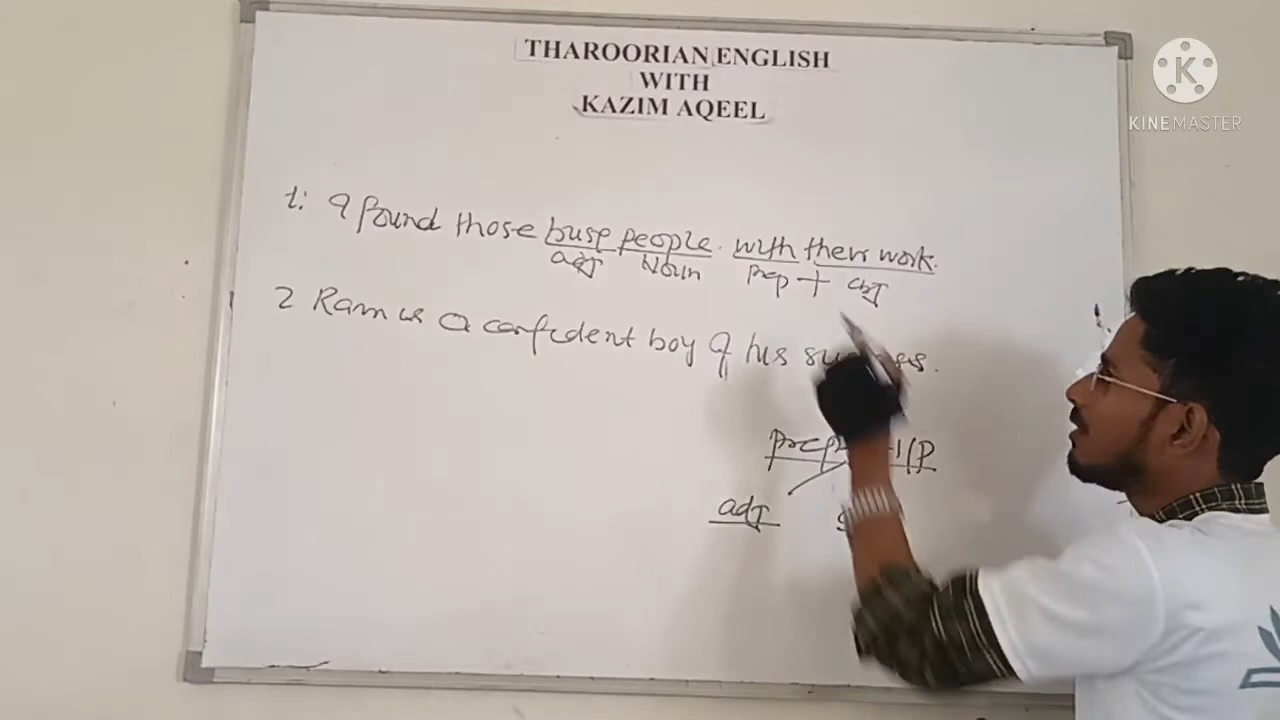 THAROORIAN ENGLISH
WITH
KAZIM AQEEL
KINEMASTER
1: I found those busy people with their work.
adj Noun prep + obj
2 Ram is a confident boy of his
adj